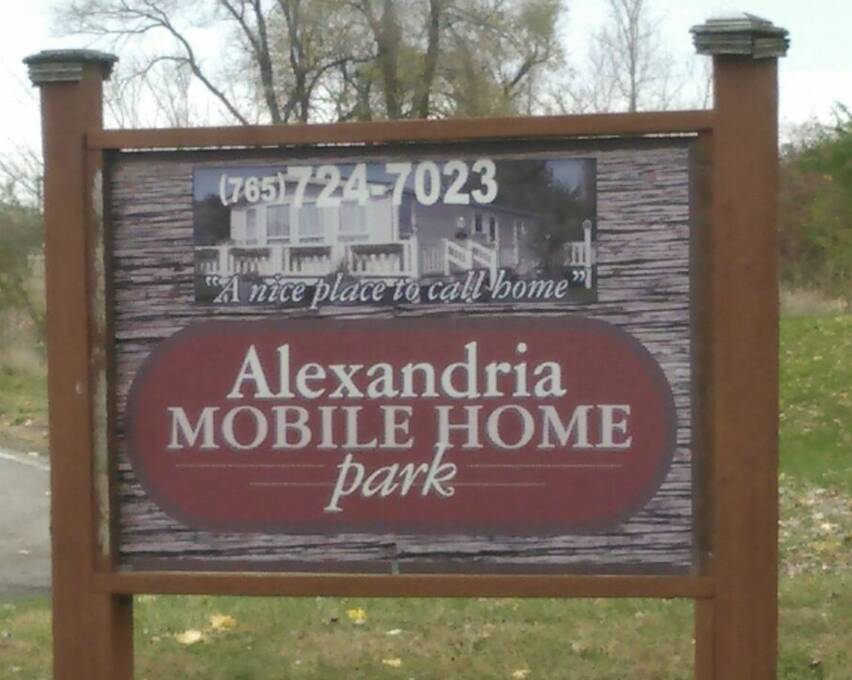 (765) 724-7023
"A nice place to call home"
Alexandria
MOBILE HOME
park